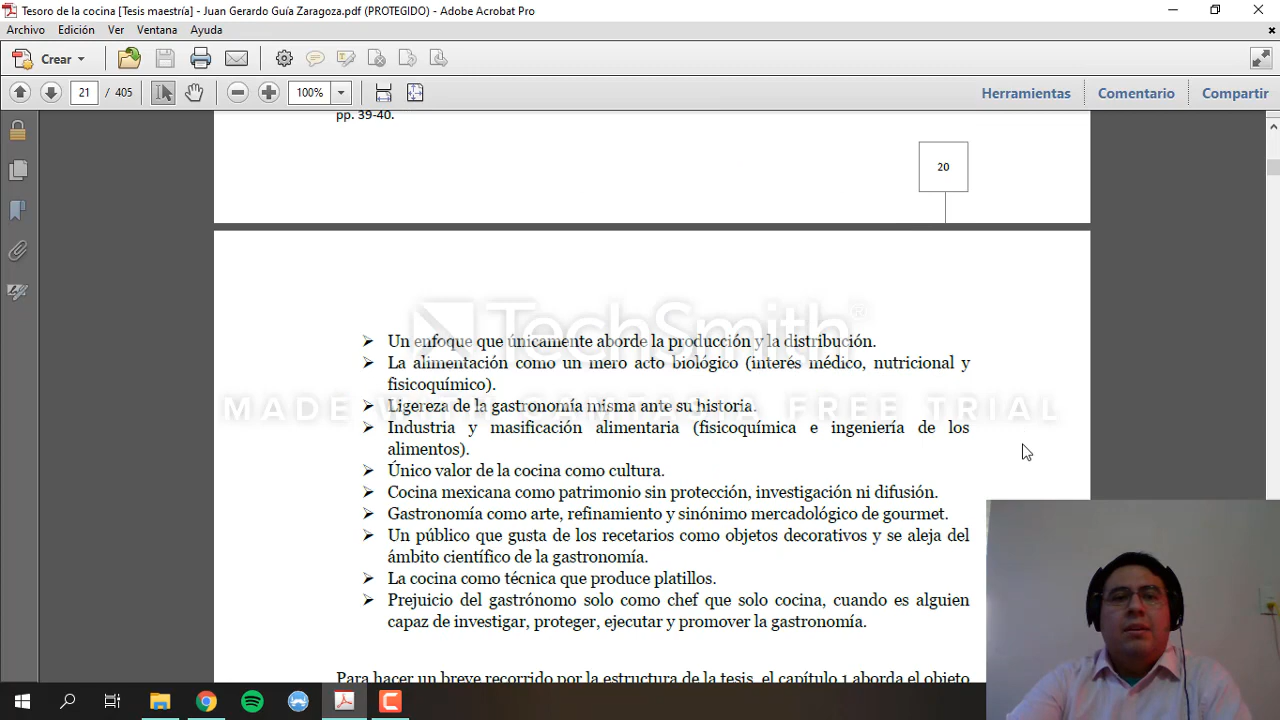 Tesoro de la cocina [Tesis maestría] - Juan Gerardo Guía Zaragoza.pdf (PROTEGIDO) - Adobe Acrobat Pro
Archivo Edición Ver Ventana Ayuda
Crear
21 / 405 100% Herramientas Comentario Compartir
pp. 39-40.
20
TechSmith®
MADE WITH CAMTASIA FREE TRIAL
➢ Un enfoque que únicamente aborde la producción y la distribución.
➢ La alimentación como un mero acto biológico (interés médico, nutricional y
fisicoquímico).
➢ Ligereza de la gastronomía misma ante su historia.
➢ Industria y masificación alimentaria (fisicoquímica e ingeniería de los
alimentos).
➢ Único valor de la cocina como cultura.
➢ Cocina mexicana como patrimonio sin protección, investigación ni difusión.
➢ Gastronomía como arte, refinamiento y sinónimo mercadológico de gourmet.
➢ Un público que gusta de los recetarios como objetos decorativos y se aleja del
ámbito científico de la gastronomía.
➢ La cocina como técnica que produce platillos.
➢ Prejuicio del gastrónomo solo como chef que solo cocina, cuando es alguien
capaz de investigar, proteger, ejecutar y promover la gastronomía.
Para hacer un breve recorrido por la estructura de la tesis, el capítulo 1 aborda el objeto